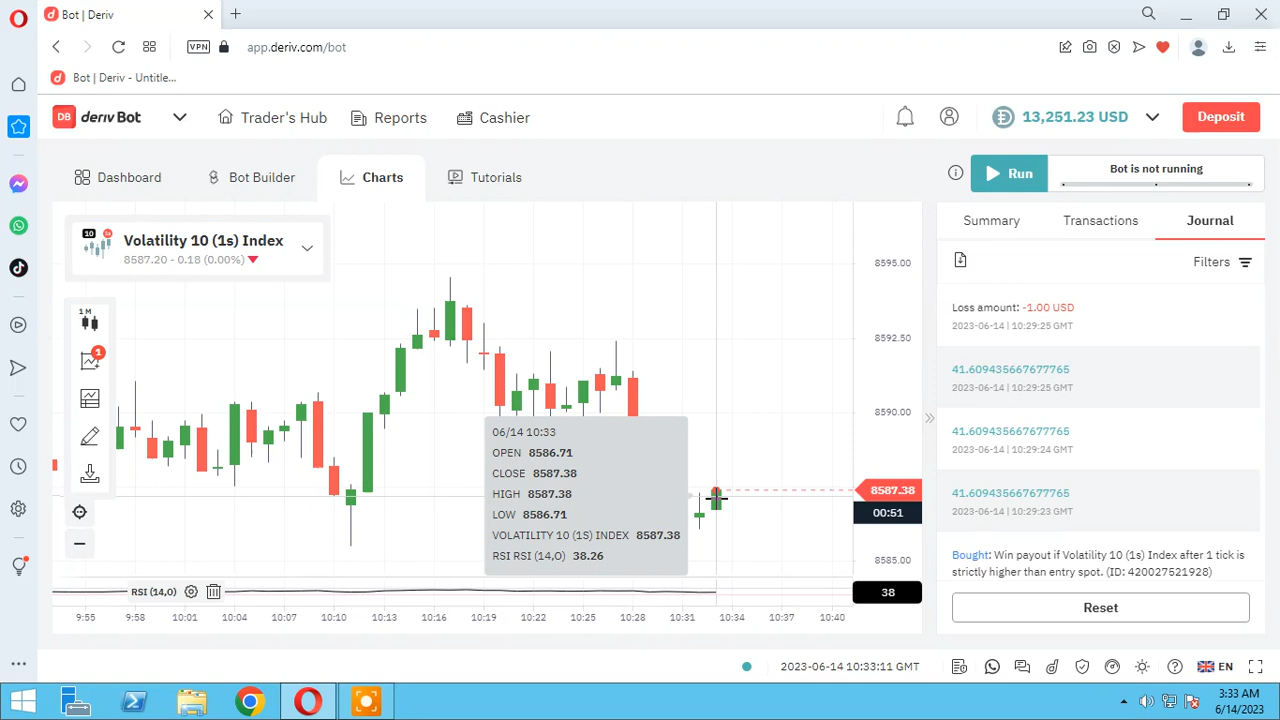 Bot | Deriv
VPN
app.deriv.com/bot
Bot | Deriv - Untitle...
DB deriv Bot
Trader's Hub
Reports
Cashier
13,251.23 USD
Deposit
Dashboard
Bot Builder
Charts
Tutorials
Run
Bot is not running
10
Volatility 10 (1s) Index
8587.20 - 0.18 (0.00%)
Summary
Transactions
Journal
Filters
Loss amount: -1.00 USD
2023-06-14 | 10:29:25 GMT
41.609435667677765
2023-06-14 | 10:29:25 GMT
41.609435667677765
2023-06-14 | 10:29:24 GMT
41.609435667677765
2023-06-14 | 10:29:23 GMT
Bought: Win payout if Volatility 10 (1s) Index after 1 tick is
strictly higher than entry spot. (ID: 420027521928)
Reset
1 M
1
8595.00
8592.50
8590.00
8587.38
00:51
8585.00
06/14 10:33
OPEN 8586.71
CLOSE 8587.38
HIGH 8587.38
LOW 8586.71
VOLATILITY 10 (1S) INDEX 8587.38
RSI RSI (14,O) 38.26
RSI (14,O)
38
9:55
9:58
10:01
10:04
10:07
10:10
10:13
10:16
10:19
10:22
10:25
10:28
10:31
10:34
10:37
10:40
2023-06-14 10:33:11 GMT
EN
3:33 AM
6/14/2023